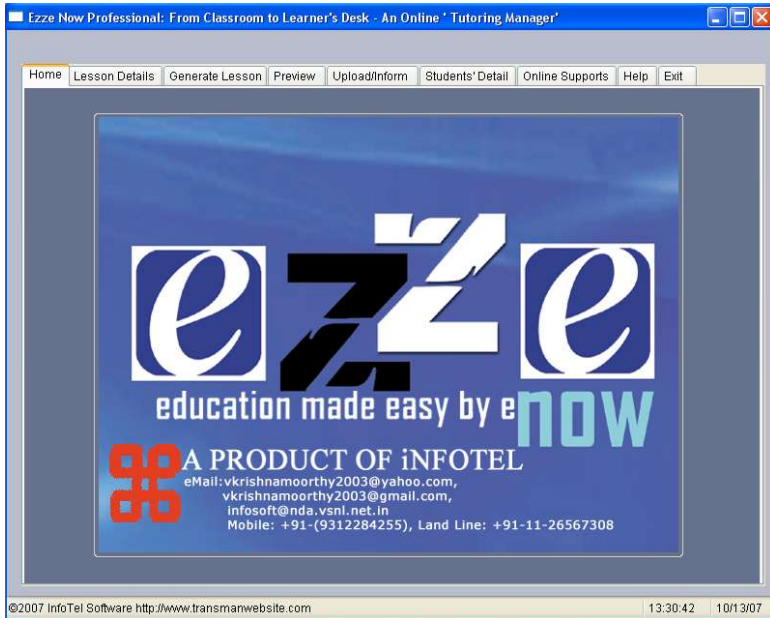 Ezze Now Professional: From Classroom to Learner's Desk - An Online ' Tutoring Manager'
Home Lesson Details Generate Lesson Preview Upload/Inform Students' Detail Online Supports Help Exit
ezze
education made easy by enow
A PRODUCT OF iNFOTEL
eMail:vkrishnamoorthy2003@yahoo.com,
vkrishnamoorthy2003@gmail.com,
infosoft@nda.vsnl.net.in
Mobile: +91-(9312284255), Land Line: +91-11-26567308
©2007 InfoTel Software http://www.transmanwebsite.com 13:30:42 10/13/07